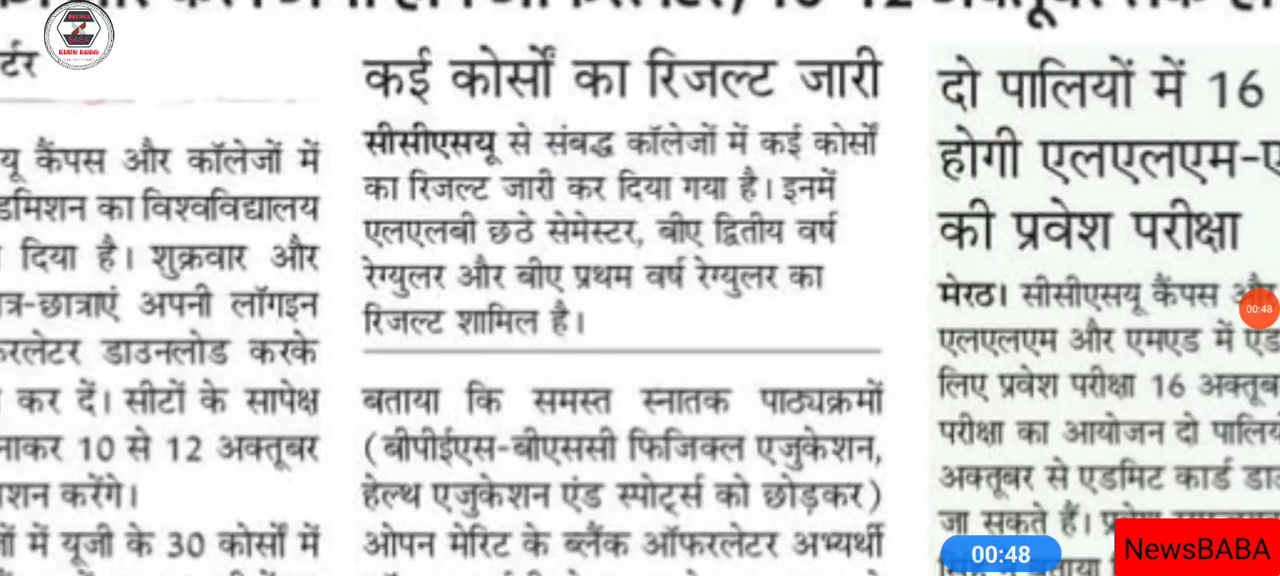 र्टर
यू कैंपस और कॉलेजों में
डमिशन का विश्वविद्यालय
दिया है। शुक्रवार और
त्र-छात्राएं अपनी लॉगइन
रलेटर डाउनलोड करके
कर दें। सीटों के सापेक्ष
नाकर 10 से 12 अक्तूबर
शन करेंगे।
में यूजी के 30 कोर्सों में
कई कोर्सों का रिजल्ट जारी
सीसीएसयू से संबद्ध कॉलेजों में कई कोर्सों
का रिजल्ट जारी कर दिया गया है। इनमें
एलएलबी छठे सेमेस्टर, बीए द्वितीय वर्ष
रेग्युलर और बीए प्रथम वर्ष रेग्युलर का
रिजल्ट शामिल है।
बताया कि समस्त स्नातक पाठ्यक्रमों
(बीपीईएस-बीएससी फिजिक्ल एजुकेशन,
हेल्थ एजुकेशन एंड स्पोर्ट्स को छोड़कर)
ओपन मेरिट के ब्लैंक ऑफरलेटर अभ्यर्थी
दो पालियों में 16
होगी एलएलएम-ए
की प्रवेश परीक्षा
मेरठ। सीसीएसयू कैंपस और
एलएलएम और एमएड में एड
लिए प्रवेश परीक्षा 16 अक्तूब
परीक्षा का आयोजन दो पालि
अक्तूबर से एडमिट कार्ड डा
जा सकते हैं।
00:48
00:48
NewsBABA